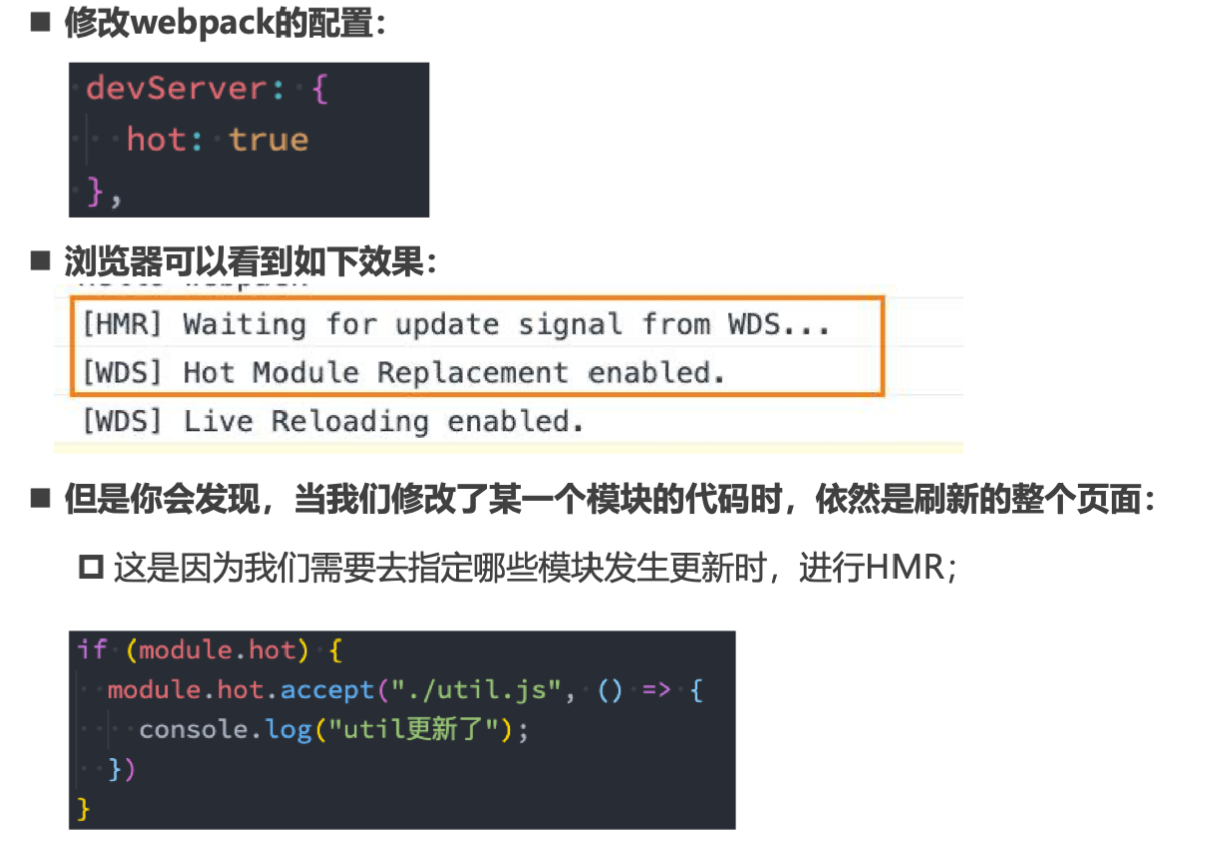 修改webpack的配置：
devServer: {
hot: true
},
浏览器可以看到如下效果：
[HMR] Waiting for update signal from WDS...
[WDS] Hot Module Replacement enabled.
[WDS] Live Reloading enabled.
但是你会发现，当我们修改了某一个模块的代码时，依然是刷新的整个页面：
这是因为我们需要去指定哪些模块发生更新时，进行HMR；
if (module.hot) {
module.hot.accept("./util.js", () => {
console.log("util更新了");
})
}